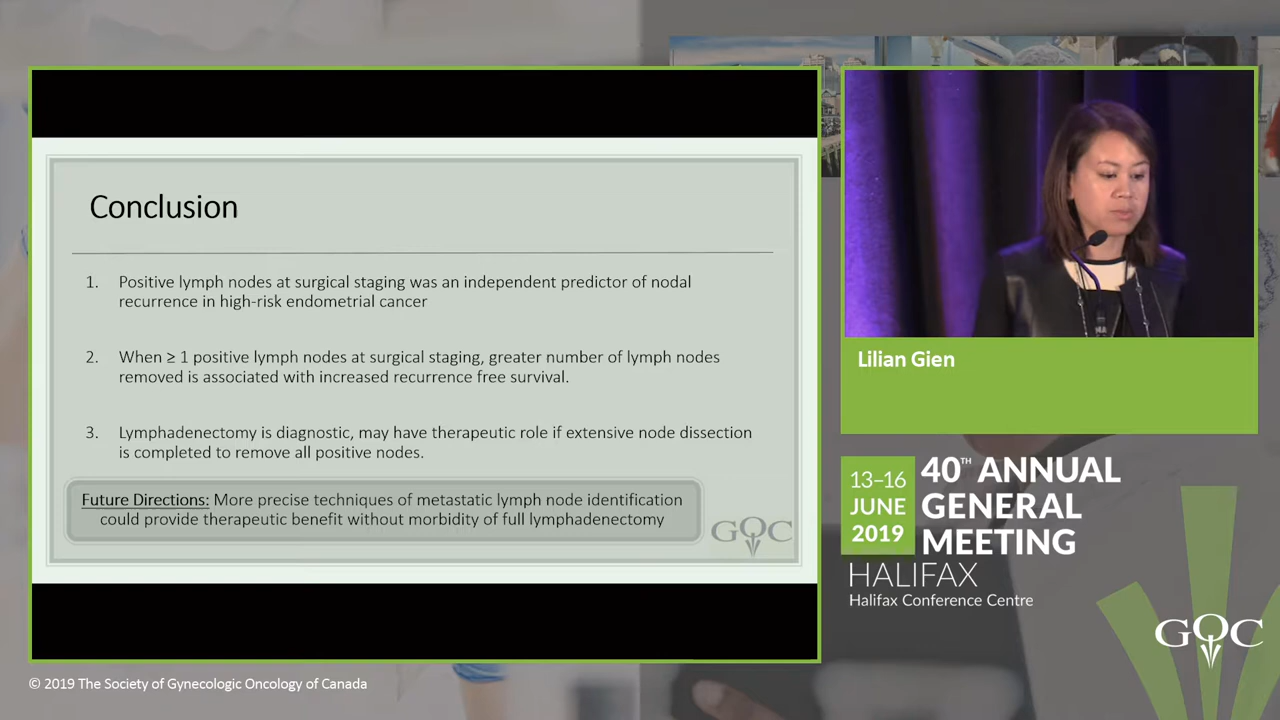 Conclusion
1. Positive lymph nodes at surgical staging was an independent predictor of nodal
recurrence in high-risk endometrial cancer
2. When ≥ 1 positive lymph nodes at surgical staging, greater number of lymph nodes
removed is associated with increased recurrence free survival.
3. Lymphadenectomy is diagnostic, may have therapeutic role if extensive node dissection
is completed to remove all positive nodes.
Future Directions: More precise techniques of metastatic lymph node identification
could provide therapeutic benefit without morbidity of full lymphadenectomy
GOC
Lilian Gien
13–16
JUNE
2019
40TH ANNUAL
GENERAL
MEETING
HALIFAX
Halifax Conference Centre
GOC
© 2019 The Society of Gynecologic Oncology of Canada